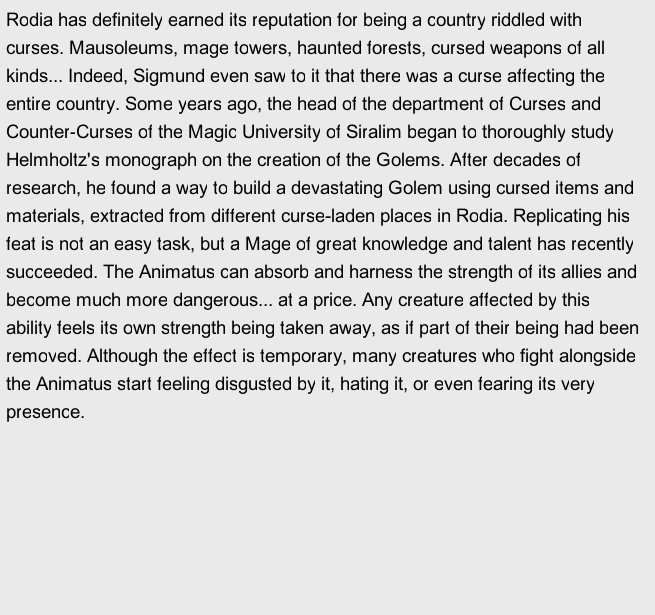 Rodia has definitely earned its reputation for being a country riddled with
curses. Mausoleums, mage towers, haunted forests, cursed weapons of all
kinds... Indeed, Sigmund even saw to it that there was a curse affecting the
entire country. Some years ago, the head of the department of Curses and
Counter-Curses of the Magic University of Siralim began to thoroughly study
Helmholtz's monograph on the creation of the Golems. After decades of
research, he found a way to build a devastating Golem using cursed items and
materials, extracted from different curse-laden places in Rodia. Replicating his
feat is not an easy task, but a Mage of great knowledge and talent has recently
succeeded. The Animatus can absorb and harness the strength of its allies and
become much more dangerous... at a price. Any creature affected by this
ability feels its own strength being taken away, as if part of their being had been
removed. Although the effect is temporary, many creatures who fight alongside
the Animatus start feeling disgusted by it, hating it, or even fearing its very
presence.